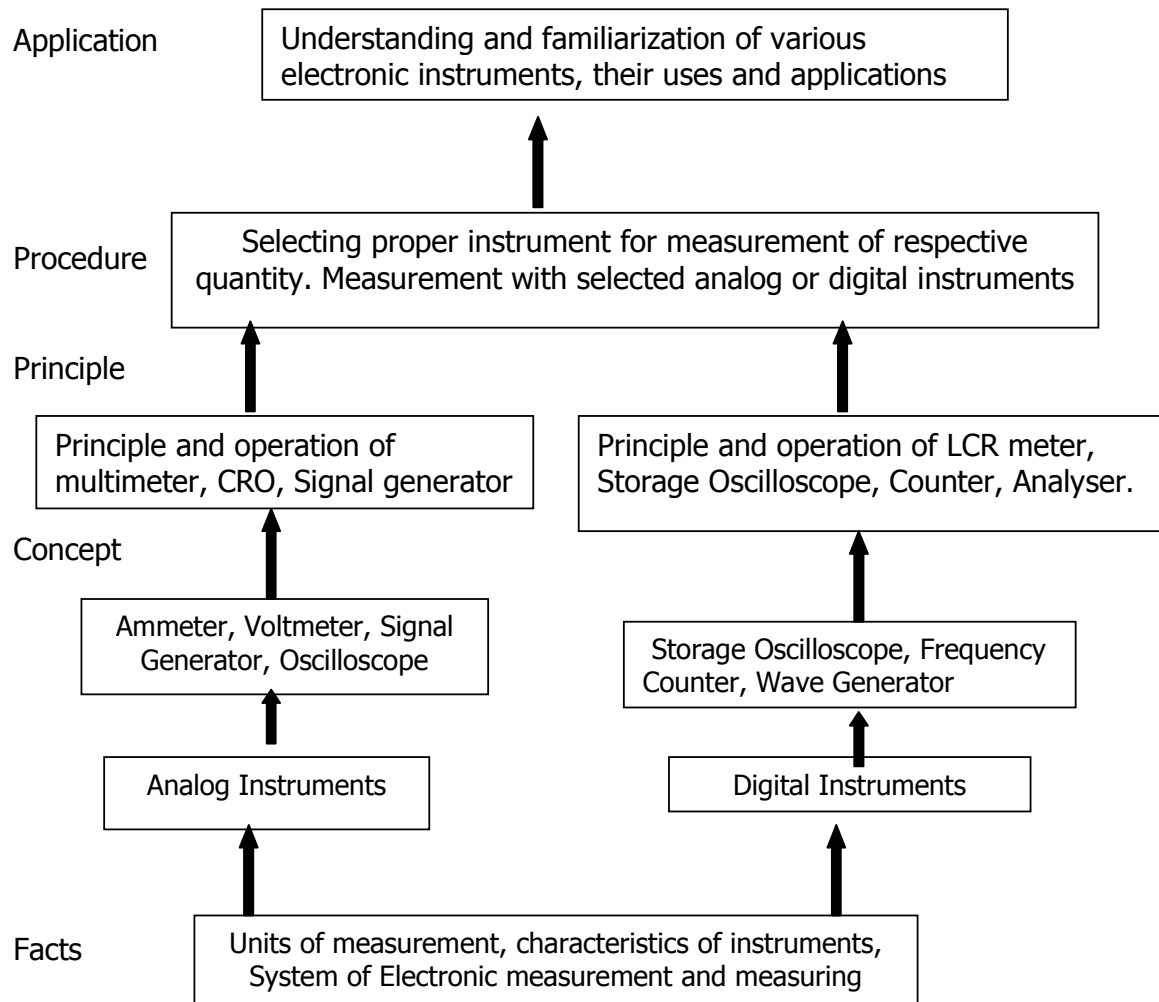 Application
Understanding and familiarization of various
electronic instruments, their uses and applications
Procedure
Selecting proper instrument for measurement of respective
quantity. Measurement with selected analog or digital instruments
Principle
Principle and operation of
multimeter, CRO, Signal generator
Principle and operation of LCR meter,
Storage Oscilloscope, Counter, Analyser.
Concept
Ammeter, Voltmeter, Signal
Generator, Oscilloscope
Storage Oscilloscope, Frequency
Counter, Wave Generator
Analog Instruments
Digital Instruments
Facts
Units of measurement, characteristics of instruments,
System of Electronic measurement and measuring